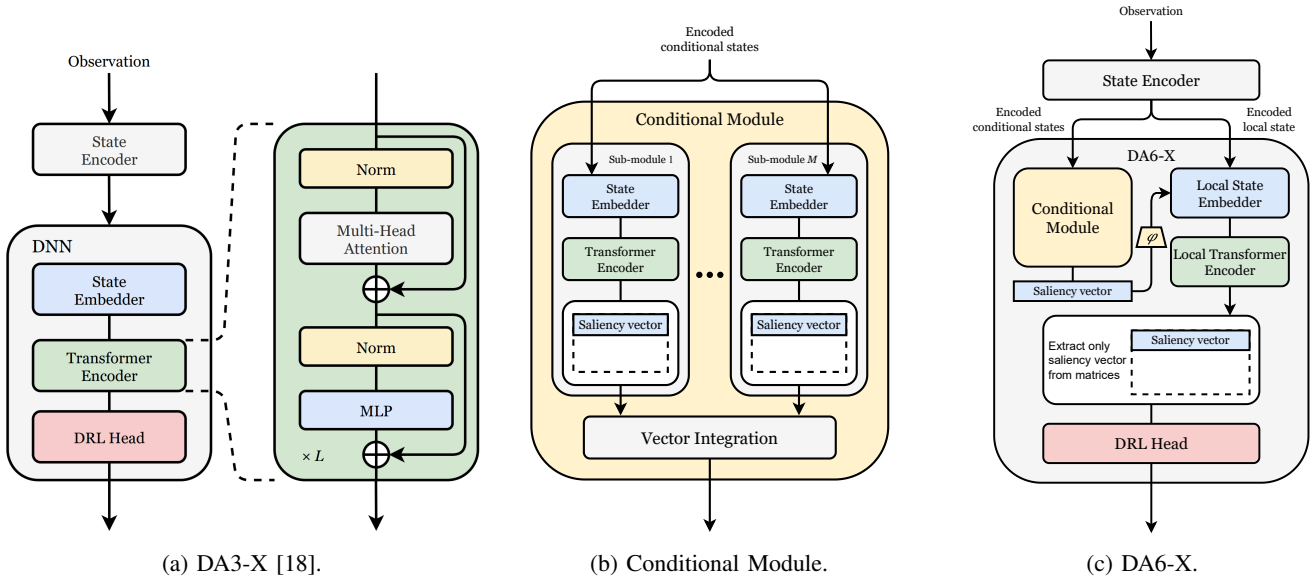 Observation
State
Encoder
DNN
State
Embedder
Transformer
Encoder
DRL Head
Norm
Multi-Head
Attention
Norm
MLP
× L
(a) DA3-X [18].
Encoded
conditional states
Conditional Module
Sub-module 1
State
Embedder
Transformer
Encoder
Saliency vector
Sub-module M
State
Embedder
Transformer
Encoder
Saliency vector
Vector Integration
(b) Conditional Module.
Observation
State Encoder
Encoded
conditional states
Encoded
local state
DA6-X
Conditional
Module
Saliency vector
φ
Local State
Embedder
Local Transformer
Encoder
Extract only
saliency vector
from matrices
Saliency vector
DRL Head
(c) DA6-X.